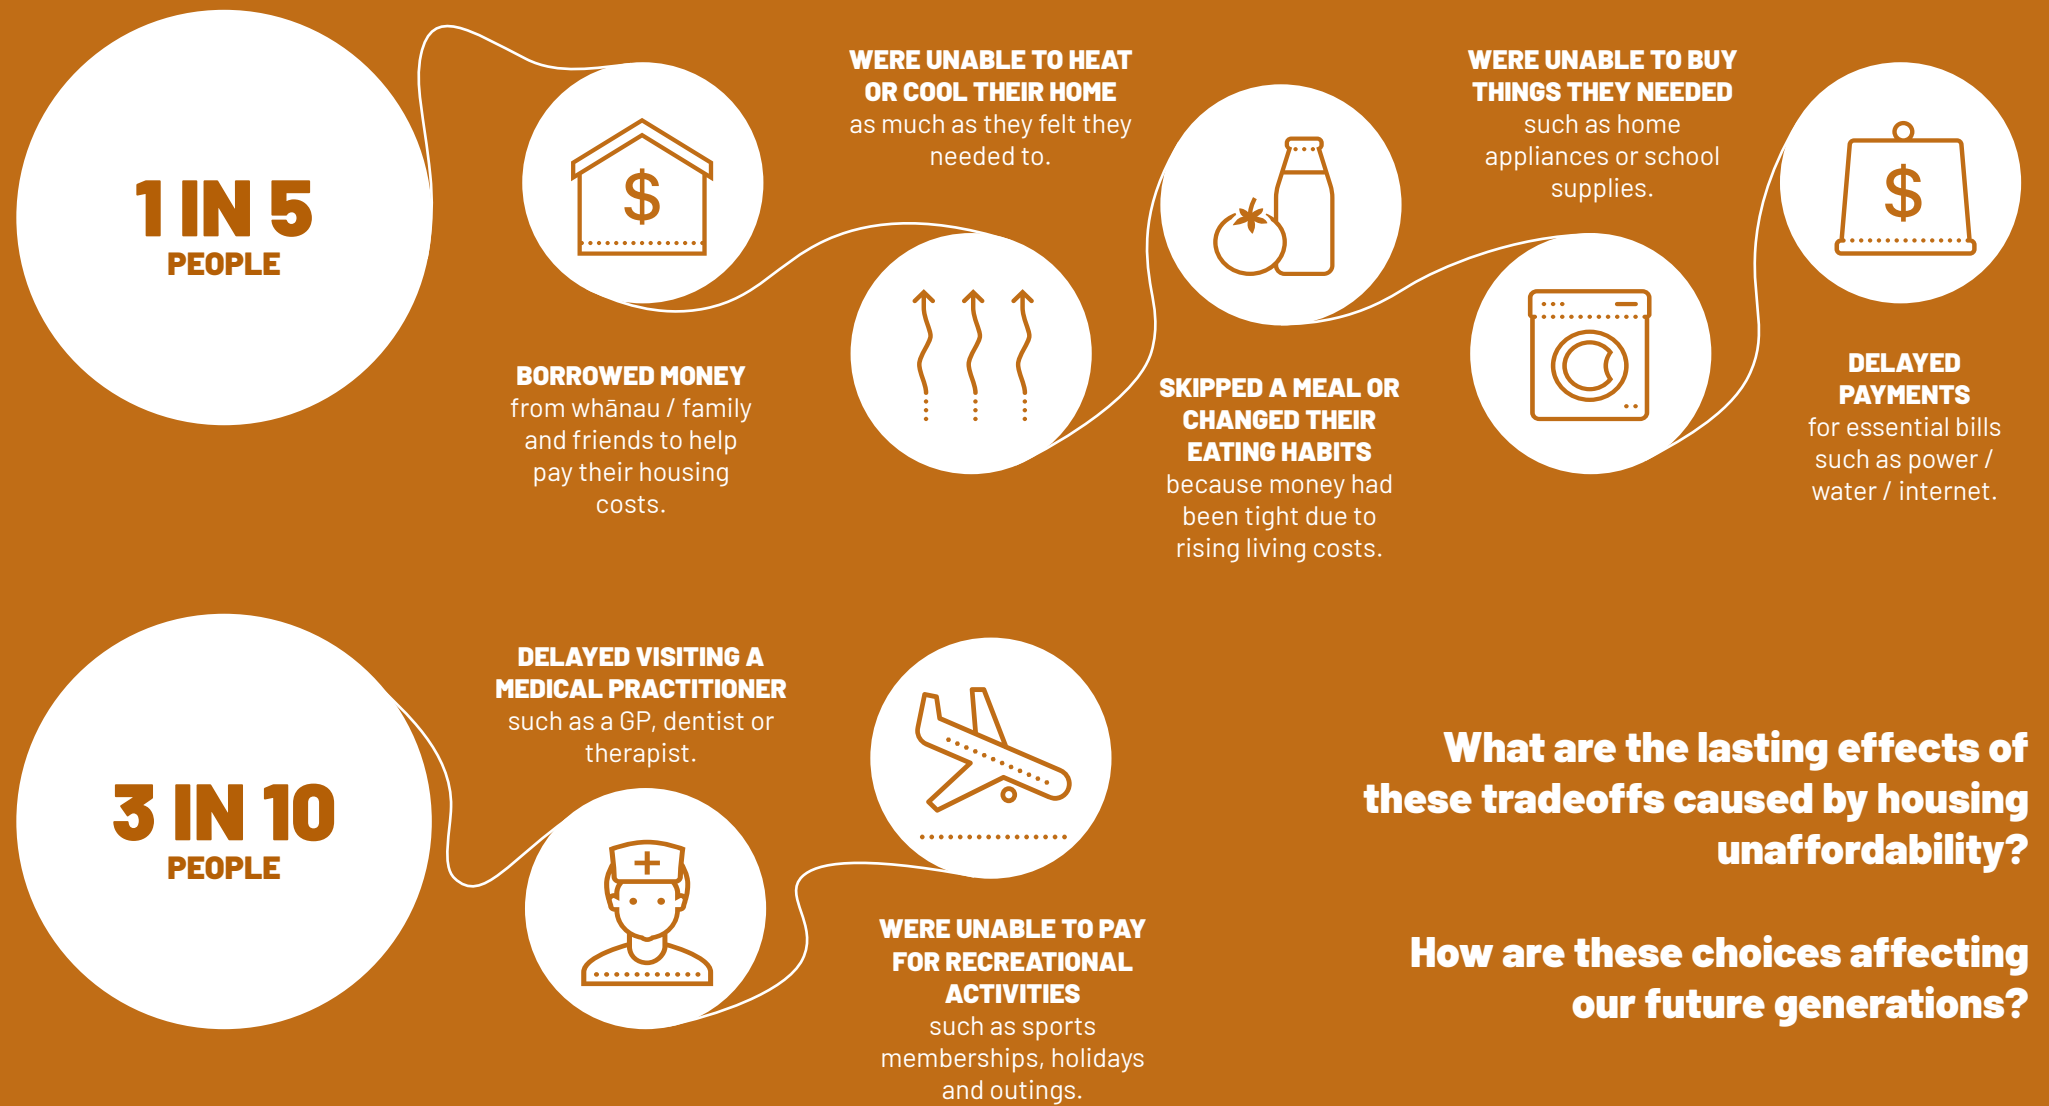 1 IN 5
PEOPLE
$
BORROWED MONEY
from whānau / family
and friends to help
pay their housing
costs.
WERE UNABLE TO HEAT
OR COOL THEIR HOME
as much as they felt they
needed to.
SKIPPED A MEAL OR
CHANGED THEIR
EATING HABITS
because money had
been tight due to
rising living costs.
WERE UNABLE TO BUY
THINGS THEY NEEDED
such as home
appliances or school
supplies.
$
DELAYED
PAYMENTS
for essential bills
such as power /
water / internet.
3 IN 10
PEOPLE
DELAYED VISITING A
MEDICAL PRACTITIONER
such as a GP, dentist or
therapist.
WERE UNABLE TO PAY
FOR RECREATIONAL
ACTIVITIES
such as sports
memberships, holidays
and outings.
What are the lasting effects of
these tradeoffs caused by housing
unaffordability?
How are these choices affecting
our future generations?